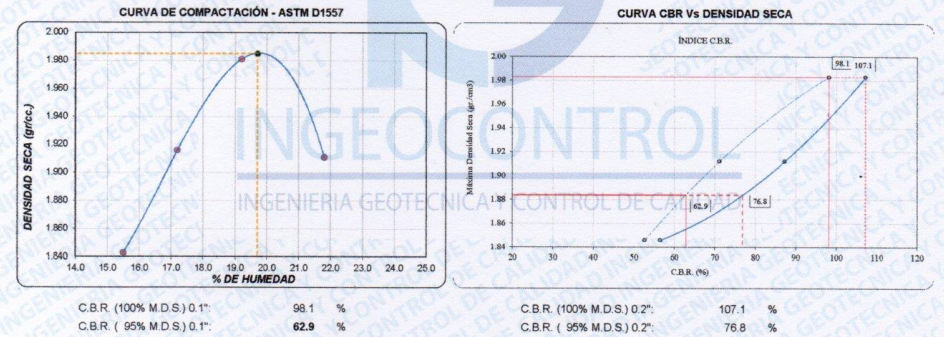 CURVA DE COMPACTACIÓN - ASTM D1557
2.000
1.980
1.960
1.940
1.920
1.900
1.880
1.860
1.840
DENSIDAD SECA (gr/cc.)
14.0 15.0 16.0 17.0 18.0 19.0 20.0 21.0 22.0 23.0 24.0 25.0
% DE HUMEDAD
C.B.R. (100% M.D.S.) 0.1": 98.1 %
C.B.R. ( 95% M.D.S.) 0.1": 62.9 %
CURVA CBR Vs DENSIDAD SECA
ÍNDICE C.B.R.
2.00
1.98
1.96
1.94
1.92
1.90
1.88
1.86
1.84
Máxima Densidad Seca (gr./cm3)
98.1 107.1
62.9
76.8
20 30 40 50 60 70 80 90 100 110 120
C.B.R. (%)
C.B.R. (100% M.D.S.) 0.2": 107.1 %
C.B.R. ( 95% M.D.S.) 0.2": 76.8 %
INGEOCONTROL
INGENIERIA GEOTECNICA Y CONTROL DE CALIDAD